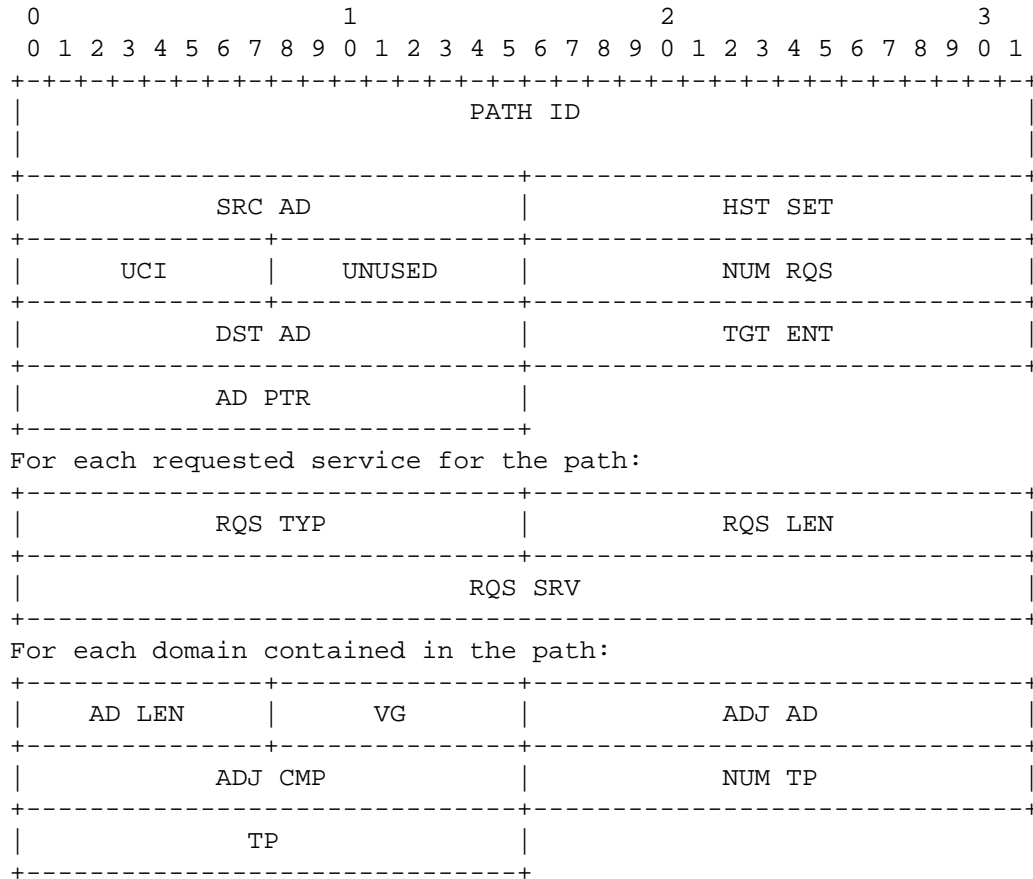 0                   1                   2                   3
0 1 2 3 4 5 6 7 8 9 0 1 2 3 4 5 6 7 8 9 0 1 2 3 4 5 6 7 8 9 0 1
+-+-+-+-+-+-+-+-+-+-+-+-+-+-+-+-+-+-+-+-+-+-+-+-+-+-+-+-+-+-+-+-+
|                            PATH ID                            |
|                                                               |
+-------------------------------+-------------------------------+
|            SRC AD             |            HST SET            |
+---------------+---------------+-------------------------------+
|      UCI      |    UNUSED     |            NUM RQS            |
+---------------+---------------+-------------------------------+
|            DST AD             |            TGT ENT            |
+-------------------------------+-------------------------------+
|            AD PTR             |
+-------------------------------+
For each requested service for the path:
+-------------------------------+-------------------------------+
|            RQS TYP            |            RQS LEN            |
+-------------------------------+-------------------------------+
|                            RQS SRV                            |
+---------------------------------------------------------------+
For each domain contained in the path:
+---------------+---------------+-------------------------------+
|    AD LEN     |      VG       |            ADJ AD             |
+---------------+---------------+-------------------------------+
|            ADJ CMP            |            NUM TP             |
+-------------------------------+-------------------------------+
|              TP               |
+-------------------------------+